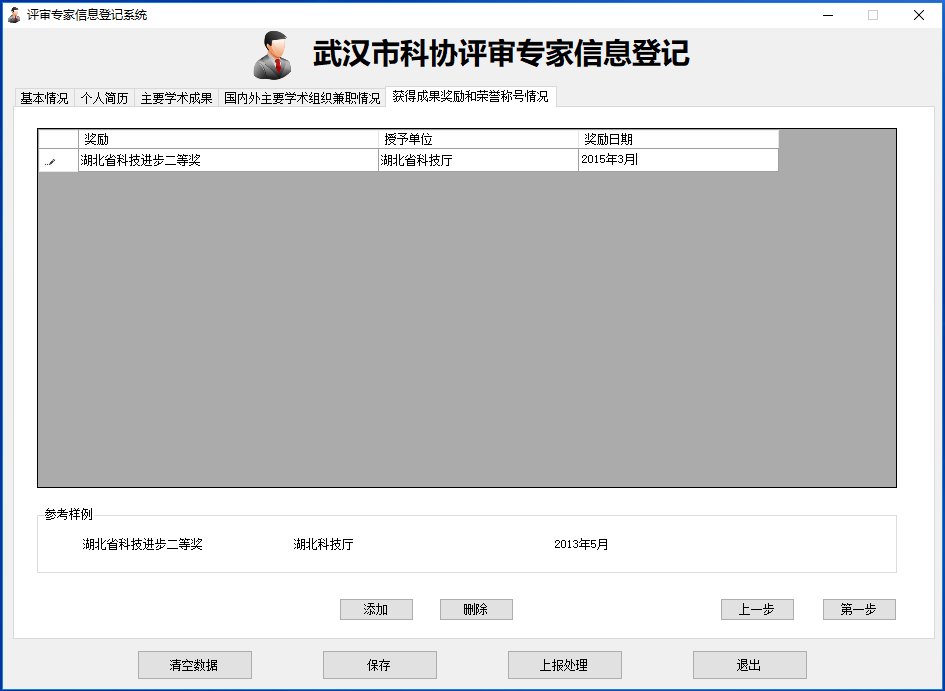 评审专家信息登记系统
武汉市科协评审专家信息登记
基本情况 个人简历 主要学术成果 国内外主要学术组织兼职情况 获得成果奖励和荣誉称号情况
奖励 授予单位 奖励日期
湖北省科技进步二等奖 湖北省科技厅 2015年3月
参考样例
湖北省科技进步二等奖 湖北科技厅 2013年5月
添加 删除 上一步 第一步
清空数据 保存 上报处理 退出